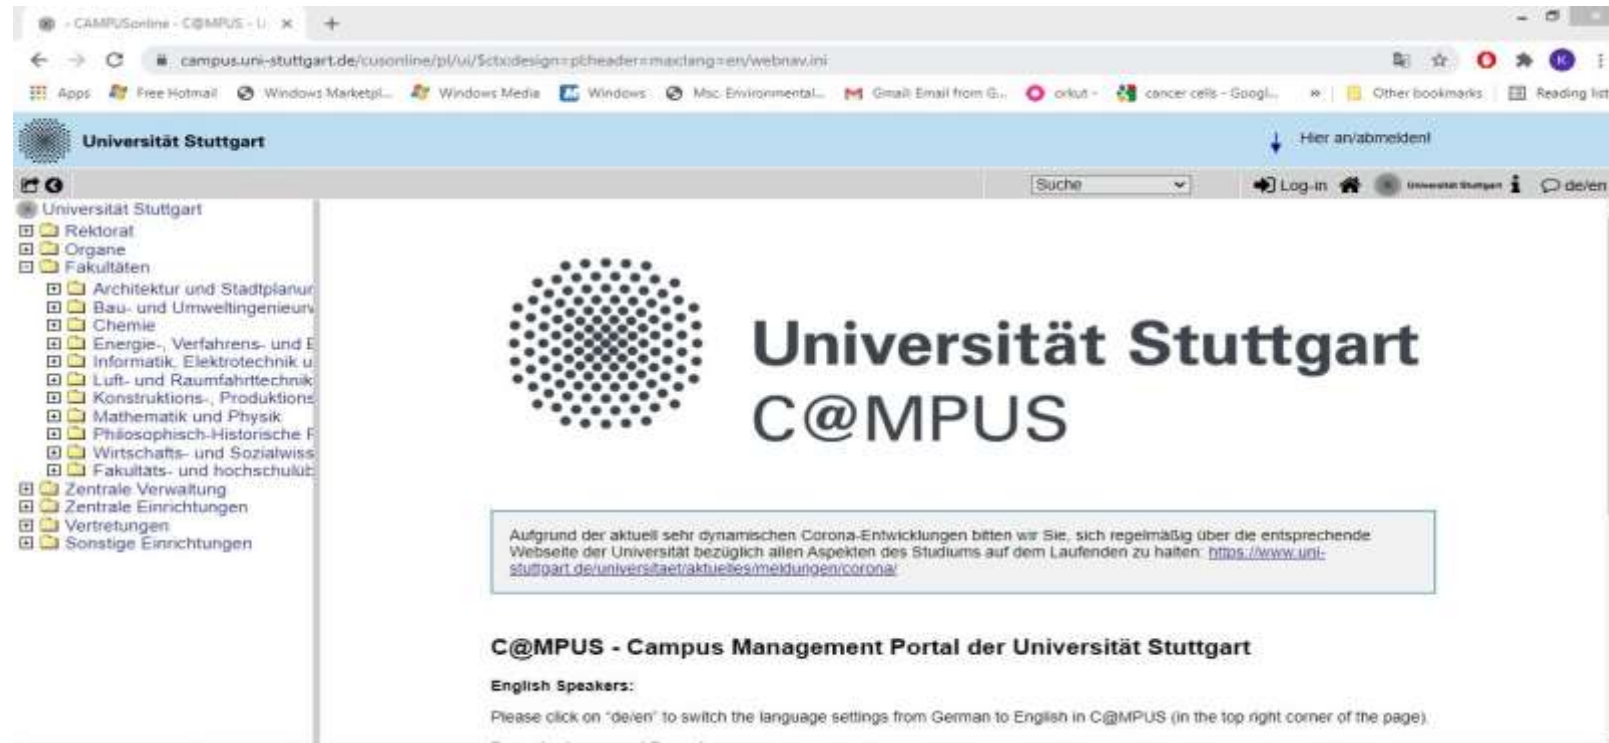 - CAMPUSonline - C@MPUS - U
campus.uni-stuttgart.de/cusonline/pl/ui/$ctx;design=pl;header=max;lang=en/webnav.ini
Apps Free Hotmail Windows Marketpl... Windows Media Windows Msc Environmental... Gmail: Email from G... orkut - cancer cells - Googl... » Other bookmarks Reading list
Universität Stuttgart
Hier an/abmelden!
Suche Log-in Universität Stuttgart de/en
Universität Stuttgart
Rektorat
Organe
Fakultäten
Architektur und Stadtplanur
Bau- und Umweltingenieurv
Chemie
Energie-, Verfahrens- und E
Informatik, Elektrotechnik u
Luft- und Raumfahrttechnik
Konstruktions-, Produktions
Mathematik und Physik
Philosophisch-Historische F
Wirtschafts- und Sozialwiss
Fakultäts- und hochschulüb
Zentrale Verwaltung
Zentrale Einrichtungen
Vertretungen
Sonstige Einrichtungen
Universität Stuttgart
C@MPUS
Aufgrund der aktuell sehr dynamischen Corona-Entwicklungen bitten wir Sie, sich regelmäßig über die entsprechende
Webseite der Universität bezüglich allen Aspekten des Studiums auf dem Laufenden zu halten: https://www.uni-
stuttgart.de/universitaet/aktuelles/meldungen/corona/
C@MPUS - Campus Management Portal der Universität Stuttgart
English Speakers:
Please click on "de/en" to switch the language settings from German to English in C@MPUS (in the top right corner of the page).